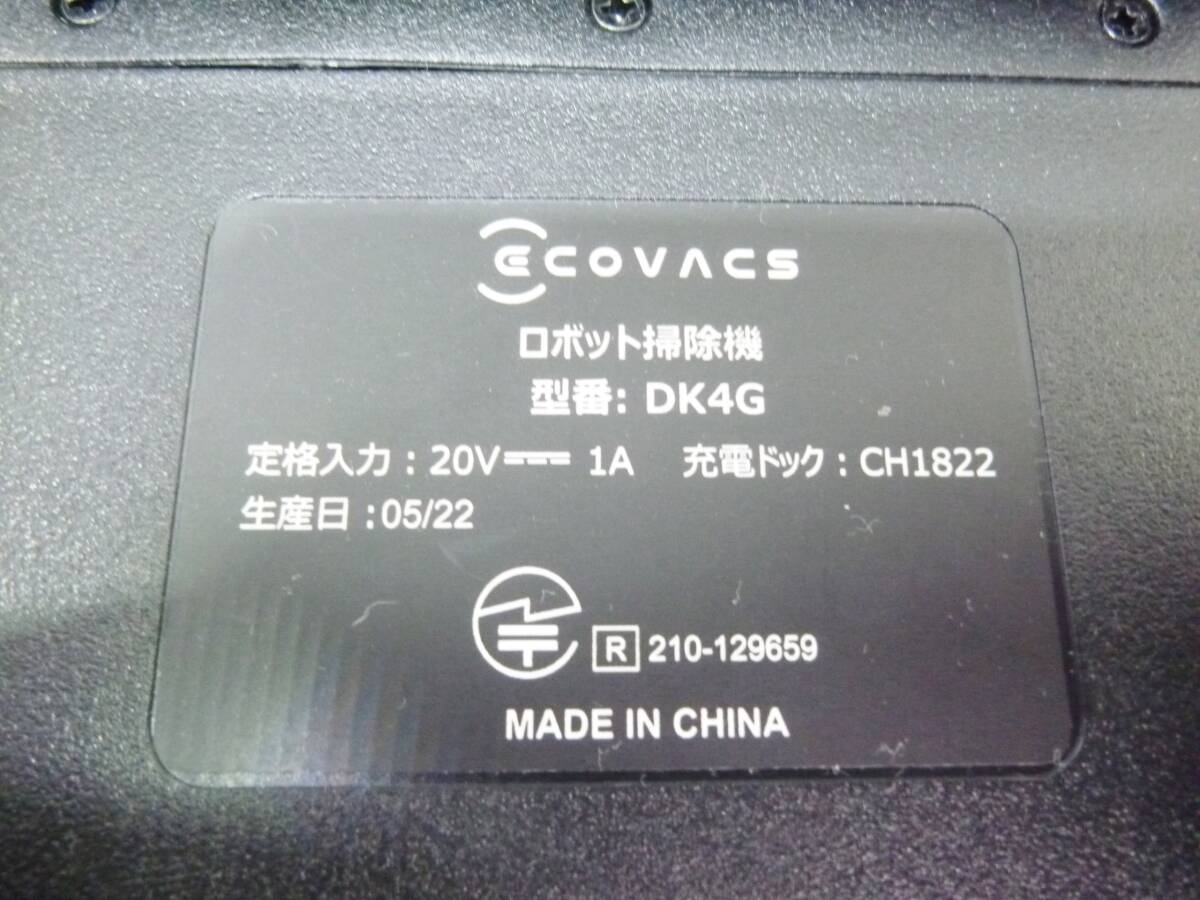 ECOVACS
ロボット掃除機
型番: DK4G
定格入力 : 20V 1A 充電ドック : CH1822
生産日 :05/22
R 210-129659
MADE IN CHINA